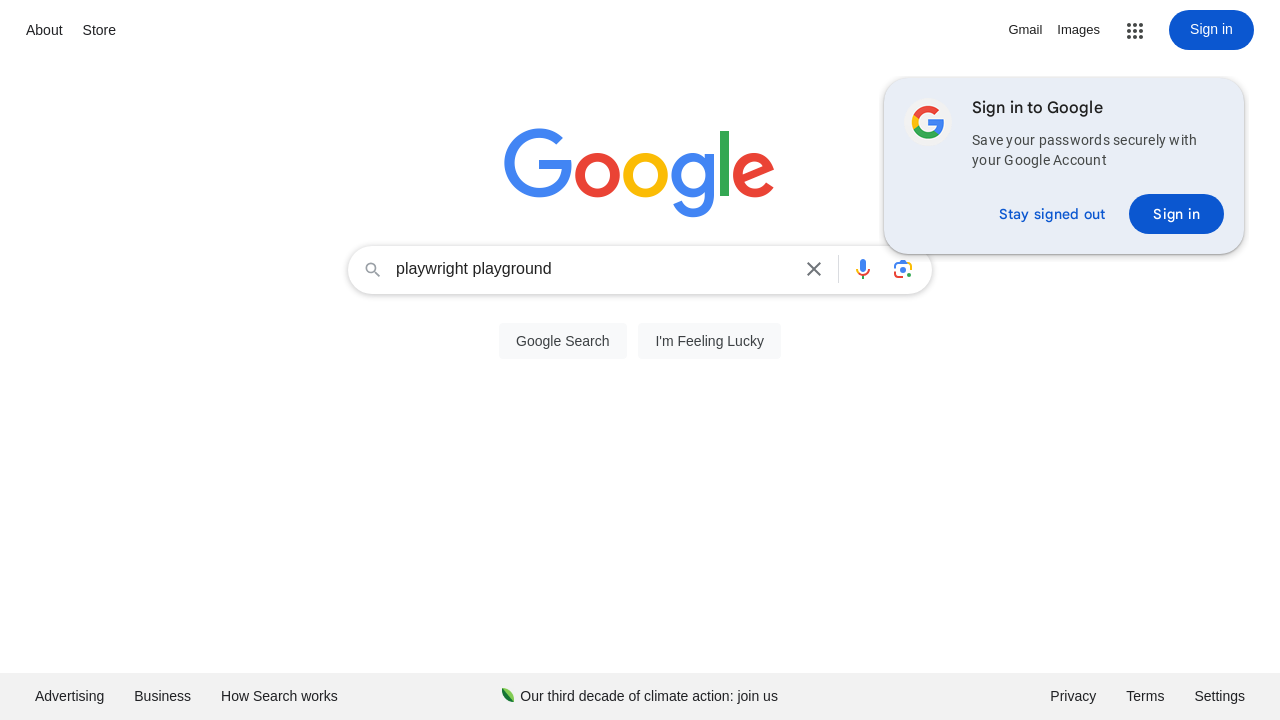 About
Store
Gmail
Images
Sign in
Sign in to Google
Save your passwords securely with
your Google Account
Stay signed out
Sign in
Google
playwright playground
Google Search
I'm Feeling Lucky
Advertising
Business
How Search works
Our third decade of climate action: join us
Privacy
Terms
Settings